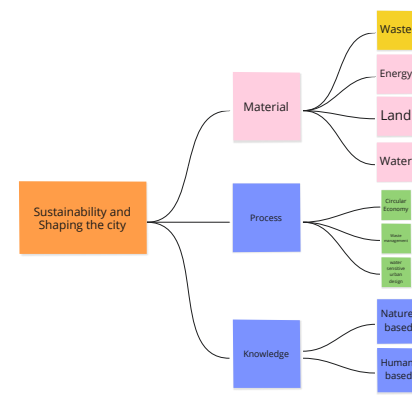 Waste
Energy
Material
Land
Water
Sustainability and
Shaping the city
Process
Circular
Economy
Waste
management
water
sensitive
urban
design
Knowledge
Nature
based
Human
based